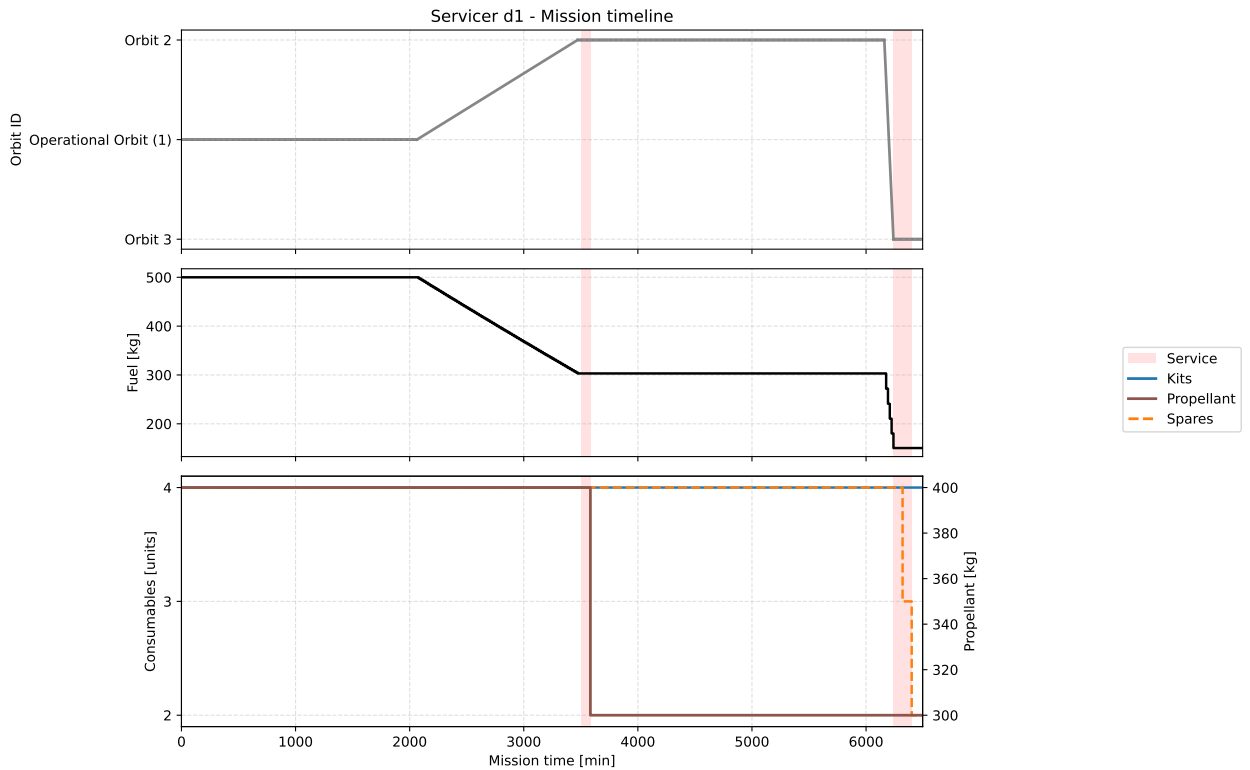 Servicer d1 - Mission timeline
Orbit ID
Orbit 2
Operational Orbit (1)
Orbit 3
Fuel [kg]
500
400
300
200
Service
Kits
Propellant
Spares
Consumables [units]
4
3
2
400
380
360
340
320
300
Propellant [kg]
0 1000 2000 3000 4000 5000 6000
Mission time [min]